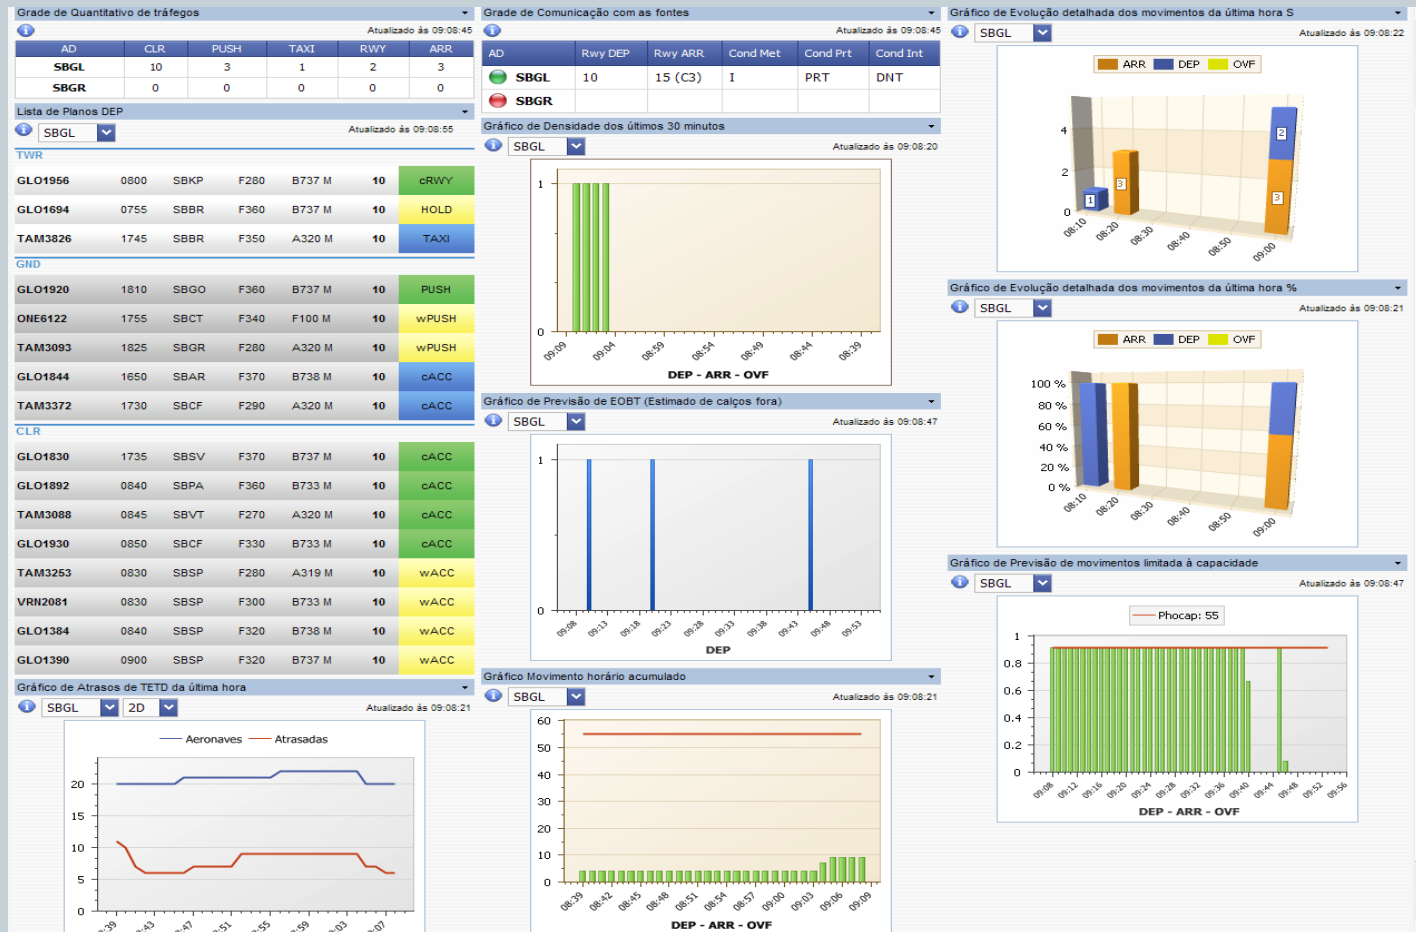 Grade de Quantitativo de tráfegos
Atualizado às 09:08:45
AD CLR PUSH TAXI RWY ARR
SBGL 10 3 1 2 3
SBGR 0 0 0 0 0
Lista de Planos DEP
SBGL
Atualizado às 09:08:55
TWR
GLO1956 0800 SBKP F280 B737 M 10 cRWY
GLO1694 0755 SBBR F360 B737 M 10 HOLD
TAM3826 1745 SBBR F350 A320 M 10 TAXI
GND
GLO1920 1810 SBGO F360 B737 M 10 PUSH
ONE6122 1755 SBCT F340 F100 M 10 wPUSH
TAM3093 1825 SBGR F280 A320 M 10 wPUSH
GLO1844 1650 SBAR F370 B738 M 10 cACC
TAM3372 1730 SBCF F290 A320 M 10 cACC
CLR
GLO1830 1735 SBSV F370 B737 M 10 cACC
GLO1892 0840 SBPA F360 B733 M 10 cACC
TAM3088 0845 SBVT F270 A320 M 10 cACC
GLO1930 0850 SBCF F330 B733 M 10 cACC
TAM3253 0830 SBSP F280 A319 M 10 wACC
VRN2081 0830 SBSP F300 B733 M 10 wACC
GLO1384 0840 SBSP F320 B738 M 10 wACC
GLO1390 0900 SBSP F320 B737 M 10 wACC
Gráfico de Atrasos de TETD da última hora
SBGL 2D
Atualizado às 09:08:21
Aeronaves Atrasadas
20
15
10
5
0
Grade de Comunicação com as fontes
Atualizado às 09:08:45
AD Rwy DEP Rwy ARR Cond Met Cond Prt Cond Int
SBGL 10 15 (C3) I PRT DNT
SBGR
Gráfico de Densidade dos últimos 30 minutos
SBGL
Atualizado às 09:08:20
1
0
09:09 09:04 08:59 08:54 08:49 08:44 08:39
DEP - ARR - OVF
Gráfico de Previsão de EOBT (Estimado de calços fora)
SBGL
Atualizado às 09:08:47
1
0
09:08 09:13 09:18 09:23 09:28 09:33 09:38 09:43 09:48 09:53
DEP
Gráfico Movimento horário acumulado
SBGL
Atualizado às 09:08:21
60
50
40
30
20
10
0
08:39 08:42 08:45 08:48 08:51 08:54 08:57 09:00 09:03 09:06 09:09
DEP - ARR - OVF
Gráfico de Evolução detalhada dos movimentos da última hora S
SBGL
Atualizado às 09:08:22
ARR DEP OVF
4
2
0
1
3
2
3
08:10 08:20 08:30 08:40 08:50 09:00
Gráfico de Evolução detalhada dos movimentos da última hora %
SBGL
Atualizado às 09:08:21
ARR DEP OVF
100 %
80 %
60 %
40 %
20 %
0 %
08:10 08:20 08:30 08:40 08:50 09:00
Gráfico de Previsão de movimentos limitada à capacidade
SBGL
Atualizado às 09:08:47
Phocap: 55
1
0.8
0.6
0.4
0.2
0
09:08 09:12 09:16 09:20 09:24 09:28 09:32 09:36 09:40 09:44 09:48 09:52 09:56
DEP - ARR - OVF